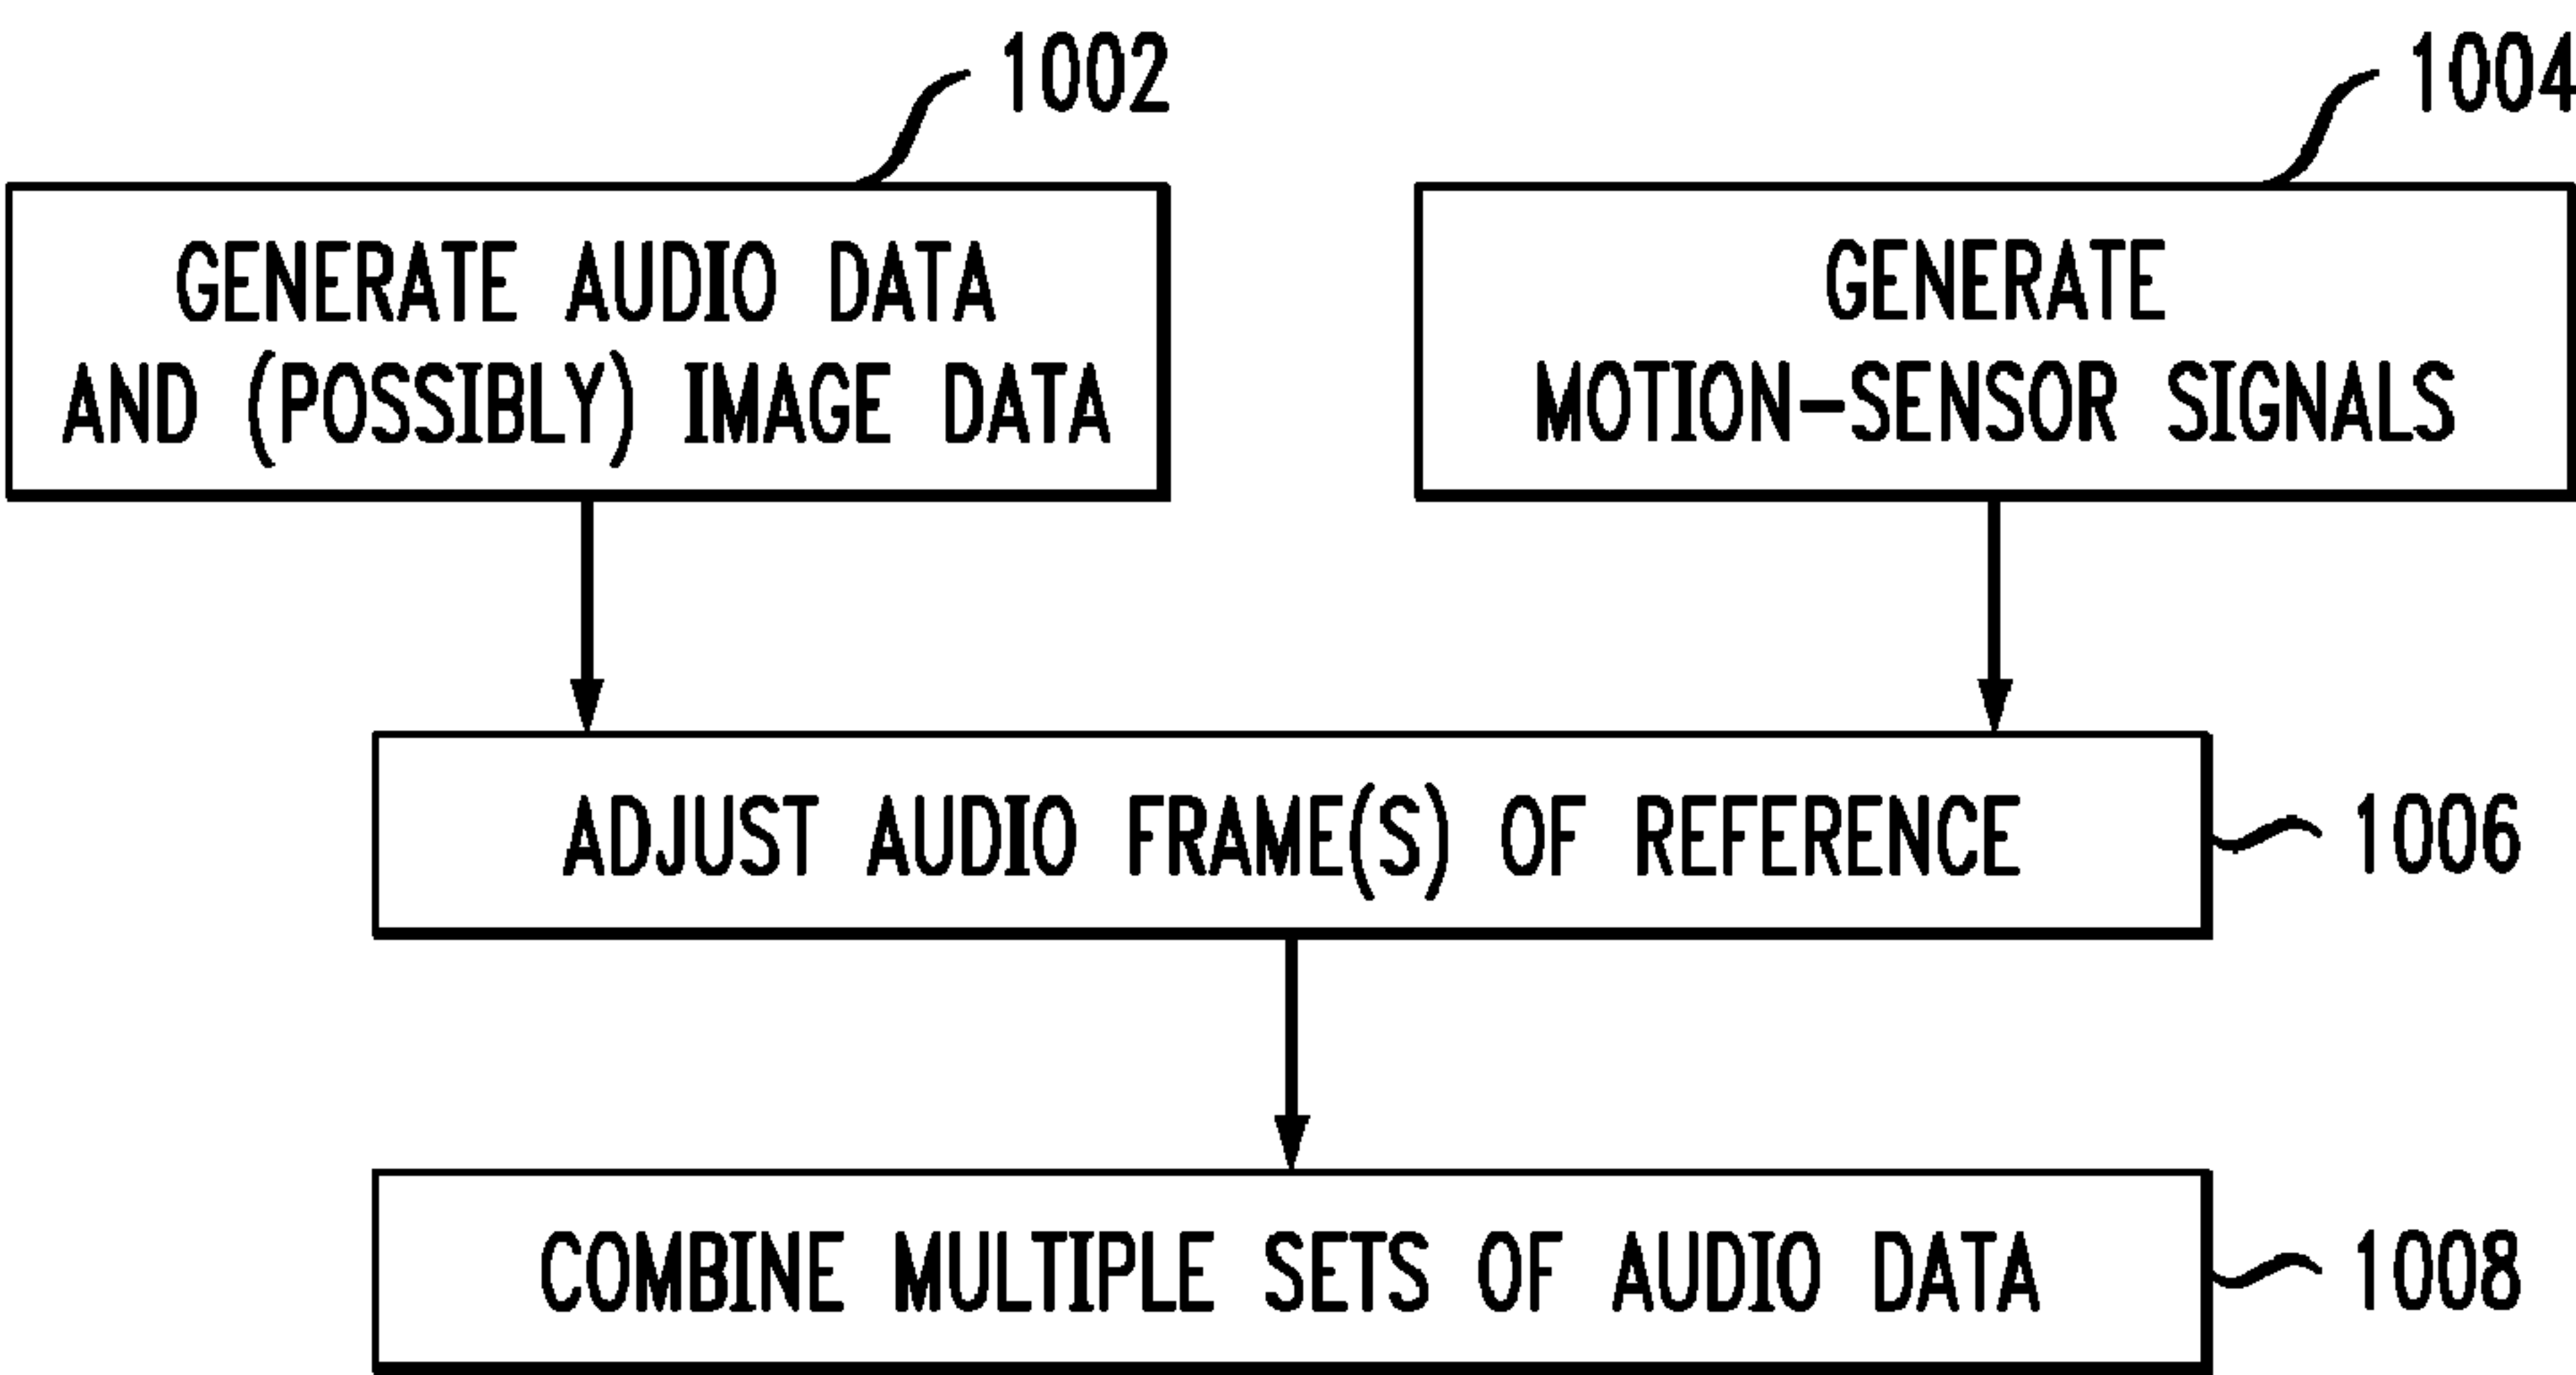 1002
1004
GENERATE AUDIO DATA
AND (POSSIBLY) IMAGE DATA
GENERATE
MOTION-SENSOR SIGNALS
ADJUST AUDIO FRAME(S) OF REFERENCE
1006
COMBINE MULTIPLE SETS OF AUDIO DATA
1008